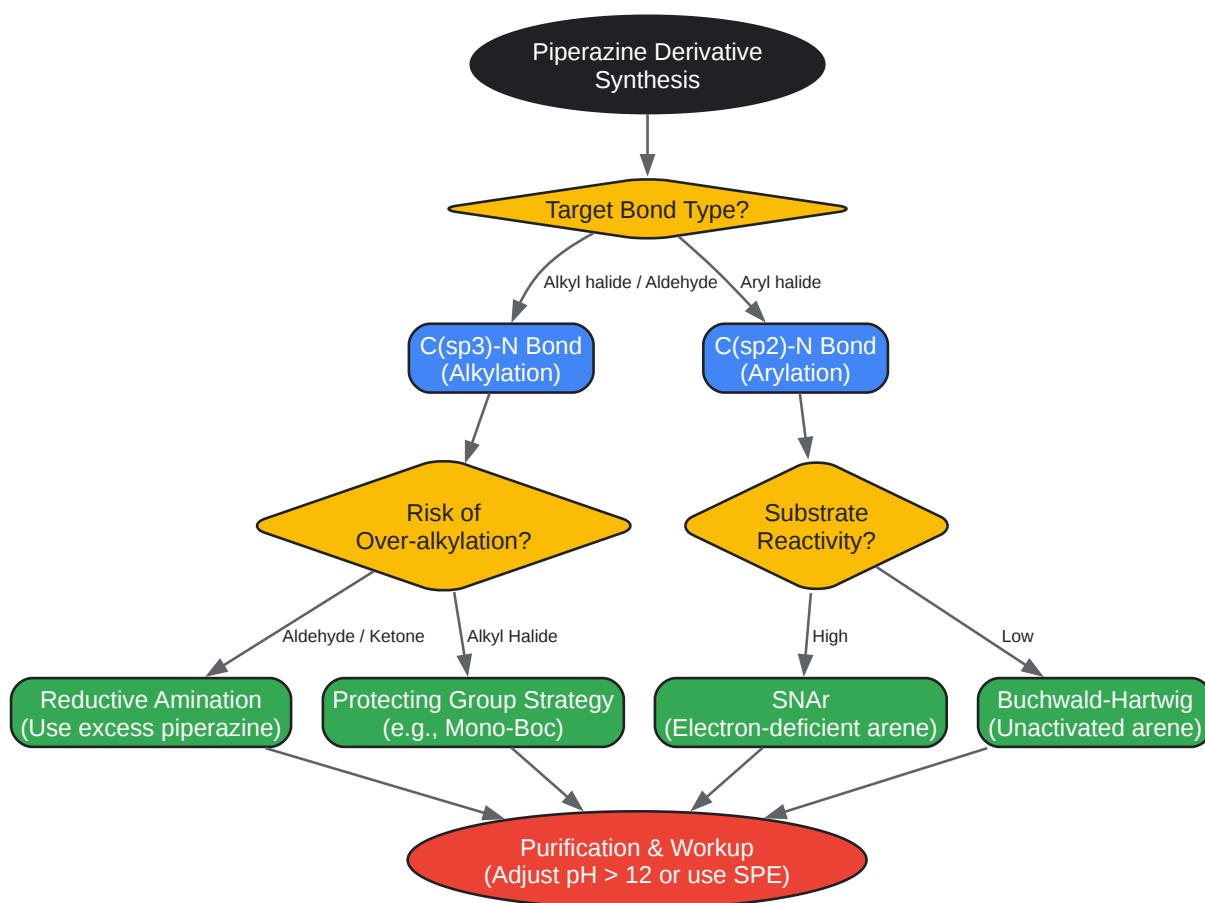 Piperazine Derivative
Synthesis
Target Bond Type?
Alkyl halide / Aldehyde
Aryl halide
C(sp3)-N Bond
(Alkylation)
C(sp2)-N Bond
(Arylation)
Risk of
Over-alkylation?
Substrate
Reactivity?
Aldehyde / Ketone
Alkyl Halide
High
Low
Reductive Amination
(Use excess piperazine)
Protecting Group Strategy
(e.g., Mono-Boc)
SNAr
(Electron-deficient arene)
Buchwald-Hartwig
(Unactivated arene)
Purification & Workup
(Adjust pH > 12 or use SPE)